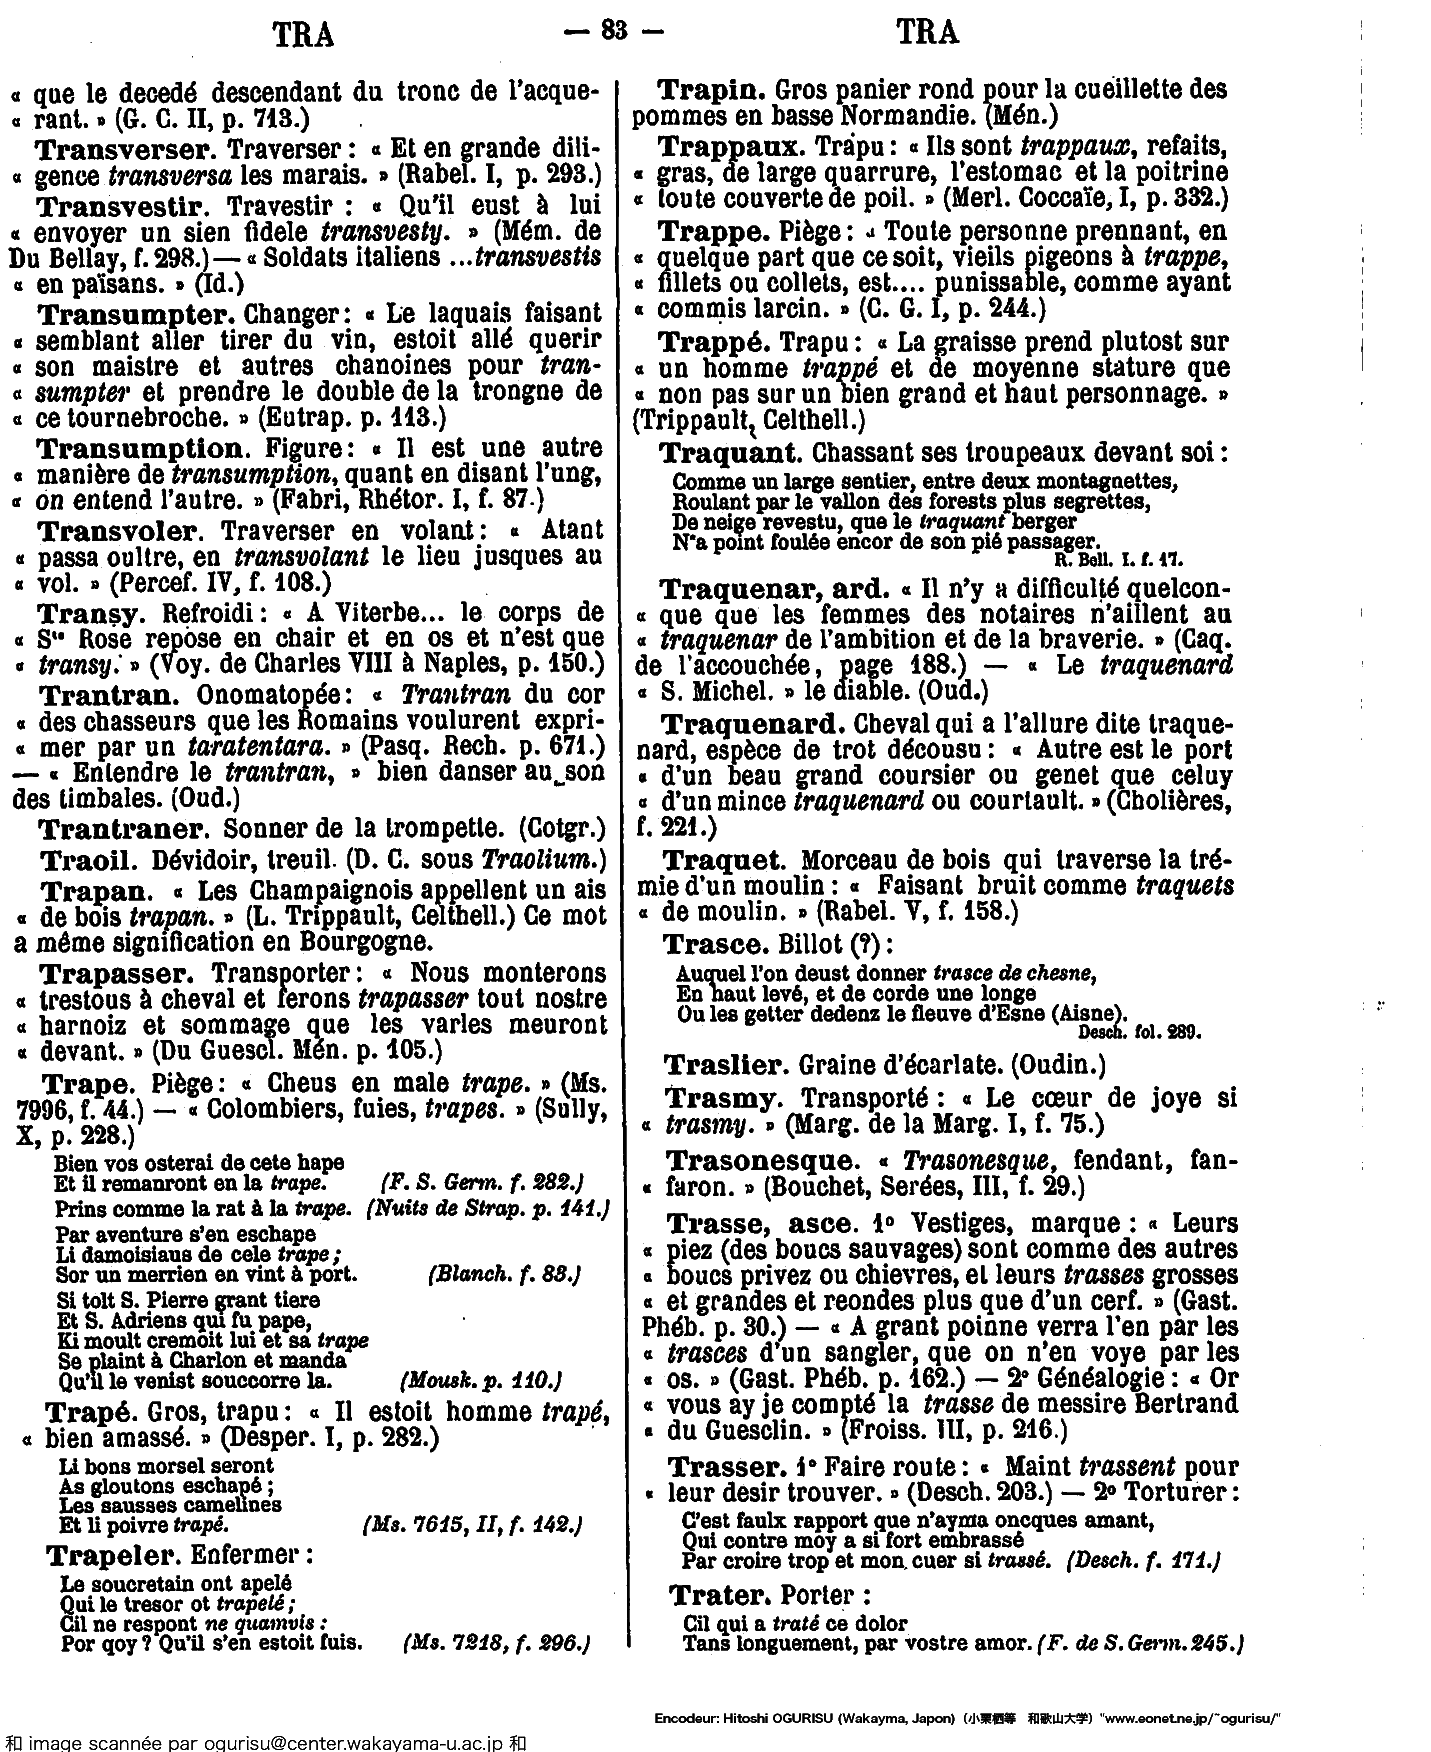 TRA — 83 — TRA
« que le decedé descendant du tronc de l'acque-
« rant. » (G. C. II, p. 713.)
Transverser. Traverser : « Et en grande dili-
« gence transversa les marais. » (Rabel. I, p. 293.)
Transvestir. Travestir : « Qu'il eust à lui
« envoyer un sien fidele transvesty. » (Mém. de
Du Bellay, f. 298.) — « Soldats italiens ...transvestis
« en païsans. » (Id.)
Transumpter. Changer : « Le laquais faisant
« semblant aller tirer du vin, estoit allé querir
« son maistre et autres chanoines pour tran-
« sumpter et prendre le double de la trongne de
« ce tournebroche. » (Eutrap. p. 113.)
Transumption. Figure : « Il est une autre
« manière de transumption, quant en disant l'ung,
« on entend l'autre. » (Fabri, Rhétor. I, f. 87.)
Transvoler. Traverser en volant : « Atant
« passa oultre, en transvolant le lieu jusques au
« vol. » (Percef. IV, f. 108.)
Transy. Refroidi : « A Viterbe... le corps de
« Ste Rose repose en chair et en os et n'est que
« transy. » (Voy. de Charles VIII à Naples, p. 150.)
Trantran. Onomatopée : « Trantran du cor
« des chasseurs que les Romains voulurent expri-
« mer par un taratentara. » (Pasq. Rech. p. 671.)
— « Entendre le trantran, » bien danser au son
des timbales. (Oud.)
Trantraner. Sonner de la trompette. (Cotgr.)
Traoil. Dévidoir, treuil. (D. C. sous Traolium.)
Trapan. « Les Champaignois appellent un ais
« de bois trapan. » (L. Trippault, Celthell.) Ce mot
a même signification en Bourgogne.
Trapasser. Transporter : « Nous monterons
« trestous à cheval et ferons trapasser tout nostre
« harnoiz et sommage que les varles meuront
« devant. » (Du Guescl. Mén. p. 105.)
Trape. Piège : « Cheus en male trape. » (Ms.
7996, f. 44.) — « Colombiers, fuies, trapes. » (Sully,
X, p. 228.)
Bien vos osterai de cete hape
Et il remanront en la trape. (F. S. Germ. f. 282.)
Prins comme la rat à la trape. (Nuits de Strap. p. 141.)
Par aventure s'en eschape
Li damoisiaus de cele trape ;
Sor un merrien en vint à port. (Blanch. f. 83.)
Si tolt S. Pierre grant tiere
Et S. Adriens qui fu pape,
Ki moult cremoit lui et sa trape
Se plaint à Charlon et manda
Qu'il le venist souccorre la. (Mousk. p. 110.)
Trapé. Gros, trapu : « Il estoit homme trapé,
« bien amassé. » (Desper. I, p. 282.)
Li bons morsel seront
As gloutons eschapé ;
Les sausses camelines
Et li poivre trapé. (Ms. 7615, II, f. 142.)
Trapeler. Enfermer :
Le soucretain ont apelé
Qui le tresor ot trapelé ;
Cil ne respont ne quamvis :
Por qoy ? Qu'il s'en estoit fuis. (Ms. 7218, f. 296.)
Trapin. Gros panier rond pour la cueillette des
pommes en basse Normandie. (Mén.)
Trappaux. Trapu : « Ils sont trappaux, refaits,
« gras, de large quarrure, l'estomac et la poitrine
« toute couverte de poil. » (Merl. Coccaïe, I, p. 332.)
Trappe. Piège : « Toute personne prennant, en
« quelque part que ce soit, vieils pigeons à trappe,
« fillets ou collets, est.... punissable, comme ayant
« commis larcin. » (C. G. I, p. 244.)
Trappé. Trapu : « La graisse prend plutost sur
« un homme trappé et de moyenne stature que
« non pas sur un bien grand et haut personnage. »
(Trippault, Celthell.)
Traquant. Chassant ses troupeaux devant soi :
Comme un large sentier, entre deux montagnettes,
Roulant par le vallon des forests plus segrettes,
De neige revestu, que le traquant berger
N'a point foulée encor de son pié passager.
R. Bell. I. f. 17.
Traquenar, ard. « Il n'y a difficulté quelcon-
« que que les femmes des notaires n'aillent au
« traquenar de l'ambition et de la braverie. » (Caq.
de l'accouchée, page 188.) — « Le traquenard
« S. Michel. » le diable. (Oud.)
Traquenard. Cheval qui a l'allure dite traque-
nard, espèce de trot décousu : « Autre est le port
« d'un beau grand coursier ou genet que celuy
« d'un mince traquenard ou courtault. » (Cholières,
f. 221.)
Traquet. Morceau de bois qui traverse la tré-
mie d'un moulin : « Faisant bruit comme traquets
« de moulin. » (Rabel. V, f. 158.)
Trasce. Billot (?) :
Auquel l'on deust donner trasce de chesne,
En haut levé, et de corde une longe
Ou les getter dedenz le fleuve d'Esne (Aisne).
Desch. fol. 289.
Traslier. Graine d'écarlate. (Oudin.)
Trasmy. Transporté : « Le cœur de joye si
« trasmy. » (Marg. de la Marg. I, f. 75.)
Trasonesque. « Trasonesque, fendant, fan-
« faron. » (Bouchet, Serées, III, f. 29.)
Trasse, asce. 1º Vestiges, marque : « Leurs
« piez (des boucs sauvages) sont comme des autres
« boucs privez ou chievres, et leurs trasses grosses
« et grandes et reondes plus que d'un cerf. » (Gast.
Phéb. p. 30.) — « A grant poinne verra l'en par les
« trasces d'un sangler, que on n'en voye par les
« os. » (Gast. Phéb. p. 162.) — 2º Généalogie : « Or
« vous ay je compté la trasse de messire Bertrand
« du Guesclin. » (Froiss. III, p. 216.)
Trasser. 1º Faire route : « Maint trassent pour
« leur desir trouver. » (Desch. 203.) — 2º Torturer :
C'est faulx rapport que n'ayma oncques amant,
Qui contre moy a si fort embrassé
Par croire trop et mon cuer si trassé. (Desch. f. 171.)
Trater. Porter :
Cil qui a traté ce dolor
Tans longuement, par vostre amor. (F. de S. Germ. 245.)
Encodeur: Hitoshi OGURISU (Wakayma, Japon) (小栗栖等 和歌山大学) "www.eonet.ne.jp/~ogurisu/"
和 image scannée par ogurisu@center.wakayama-u.ac.jp 和